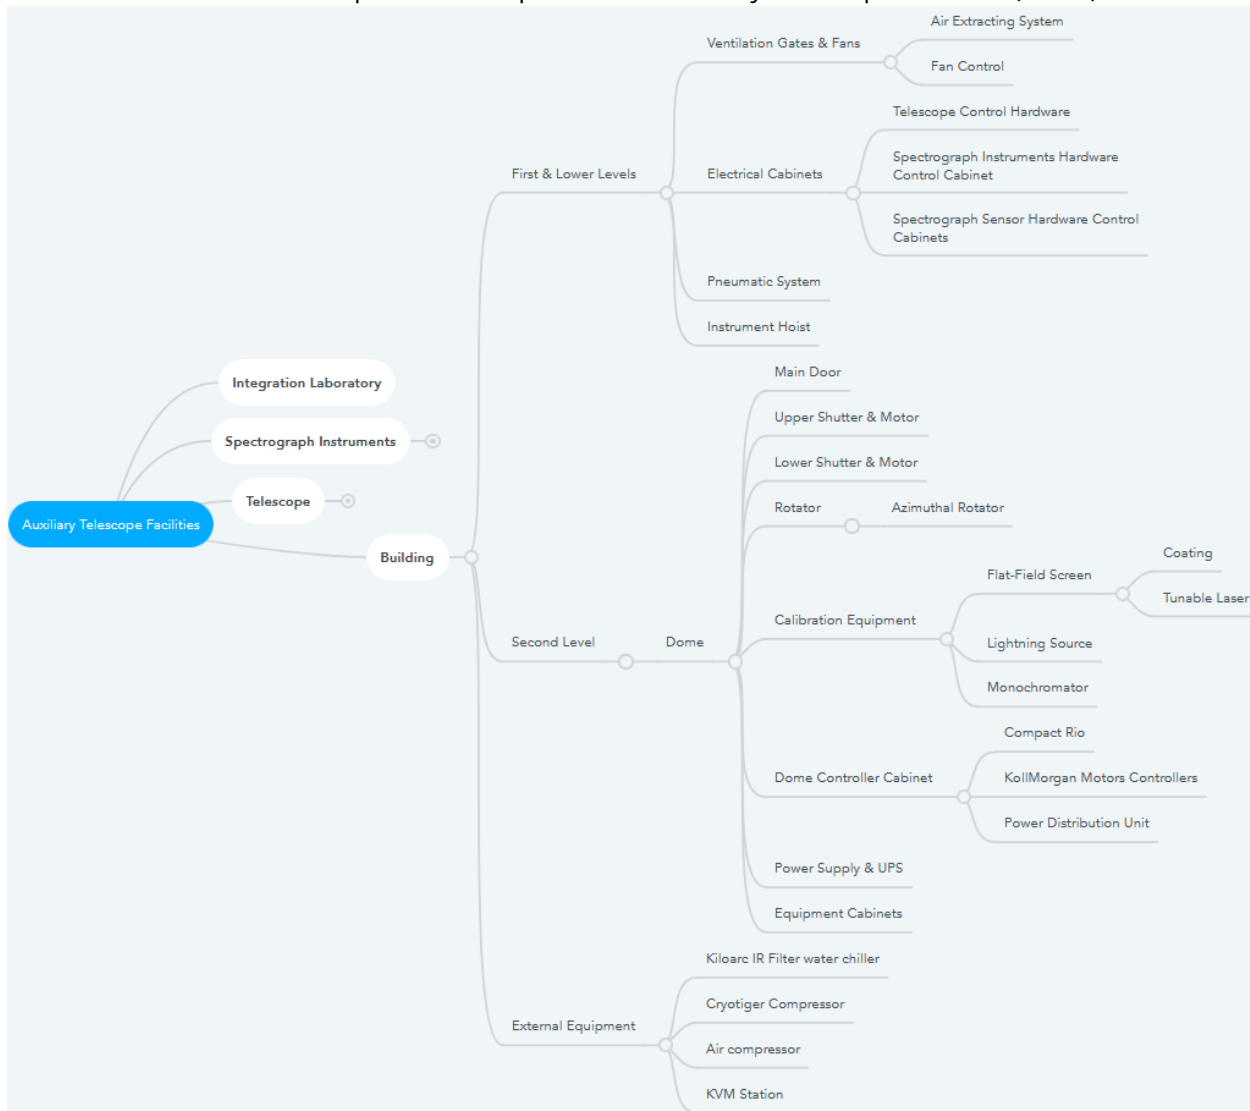 Air Extracting System
Ventilation Gates & Fans
Fan Control
Telescope Control Hardware
First & Lower Levels
Electrical Cabinets
Spectrograph Instruments Hardware
Control Cabinet
Spectrograph Sensor Hardware Control
Cabinets
Pneumatic System
Instrument Hoist
Main Door
Integration Laboratory
Upper Shutter & Motor
Spectrograph Instruments
Lower Shutter & Motor
Telescope
Rotator
Azimuthal Rotator
Auxiliary Telescope Facilities
Building
Coating
Flat-Field Screen
Tunable Laser
Calibration Equipment
Second Level
Dome
Lightning Source
Monochromator
Compact Rio
Dome Controller Cabinet
KollMorgan Motors Controllers
Power Distribution Unit
Power Supply & UPS
Equipment Cabinets
Kiloarc IR Filter water chiller
Cryotiger Compressor
External Equipment
Air compressor
KVM Station